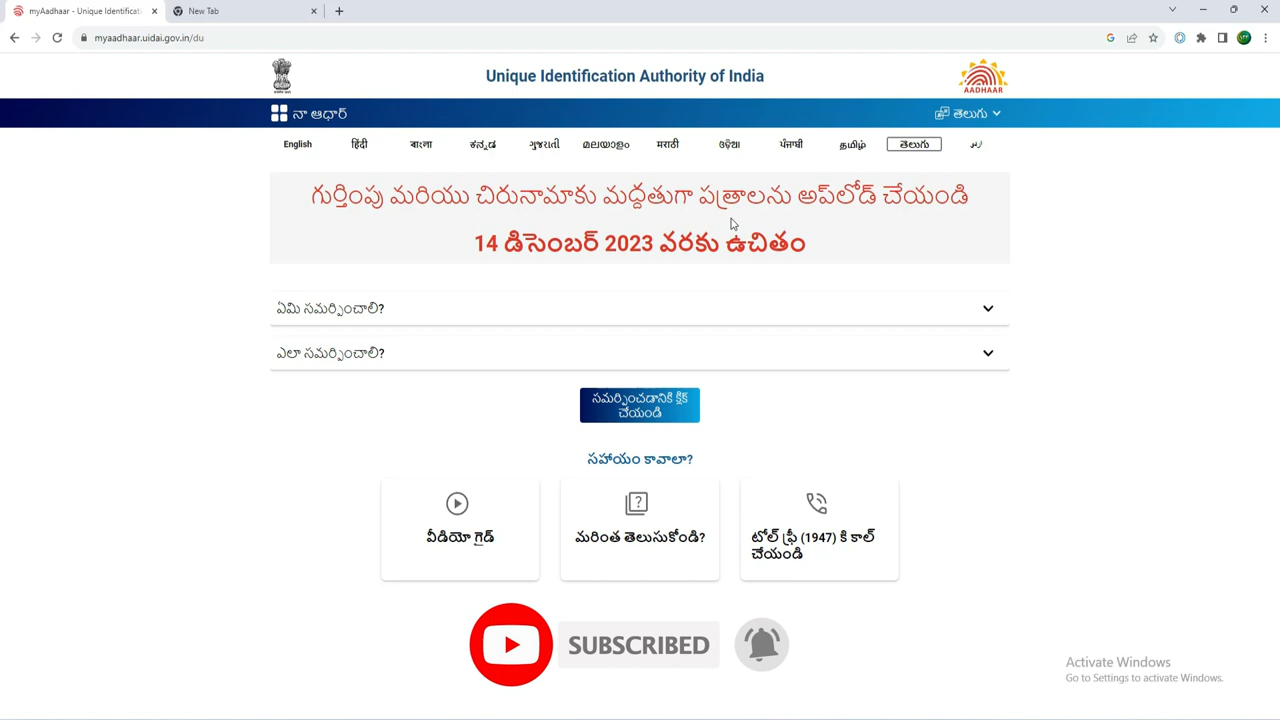 myAadhaar - Unique Identificati
New Tab
myaadhaar.uidai.gov.in/du
Unique Identification Authority of India
AADHAAR
నా ఆధార్
తెలుగు
English हिंदी বাংলা ಕನ್ನಡ ગુજરાતી മലയാളം मराठी ଓଡ଼ିଆ ਪੰਜਾਬੀ தமிழ் తెలుగు اردو
గుర్తింపు మరియు చిరునామాకు మద్దతుగా పత్రాలను అప్‌లోడ్ చేయండి
14 డిసెంబర్ 2023 వరకు ఉచితం
ఏమి సమర్పించాలి?
ఎలా సమర్పించాలి?
సమర్పించడానికి క్లిక్
చేయండి
సహాయం కావాలా?
వీడియో గైడ్
మరింత తెలుసుకోండి?
టోల్ ఫ్రీ (1947) కి కాల్
చేయండి
SUBSCRIBED
Activate Windows
Go to Settings to activate Windows.